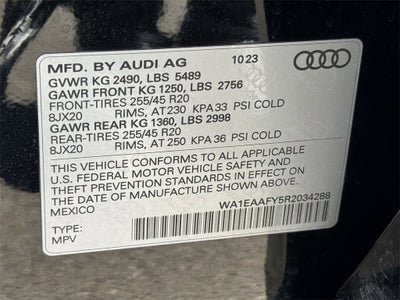 MFD. BY AUDI AG 10 23
GVWR KG 2490, LBS 5489
GAWR FRONT KG 1250, LBS 2756
FRONT-TIRES 255/45 R20
8JX20 RIMS, AT 230 KPA 33 PSI COLD
GAWR REAR KG 1360, LBS 2998
REAR-TIRES 255/45 R20
8JX20 RIMS, AT 250 KPA 36 PSI COLD
THIS VEHICLE CONFORMS TO ALL APPLICABLE
U.S. FEDERAL MOTOR VEHICLE SAFETY AND
THEFT PREVENTION STANDARDS IN EFFECT ON
THE DATE OF MANUFACTURE SHOWN ABOVE.
MEXICO
WA1EAAFY5R2034288
TYPE:
MPV